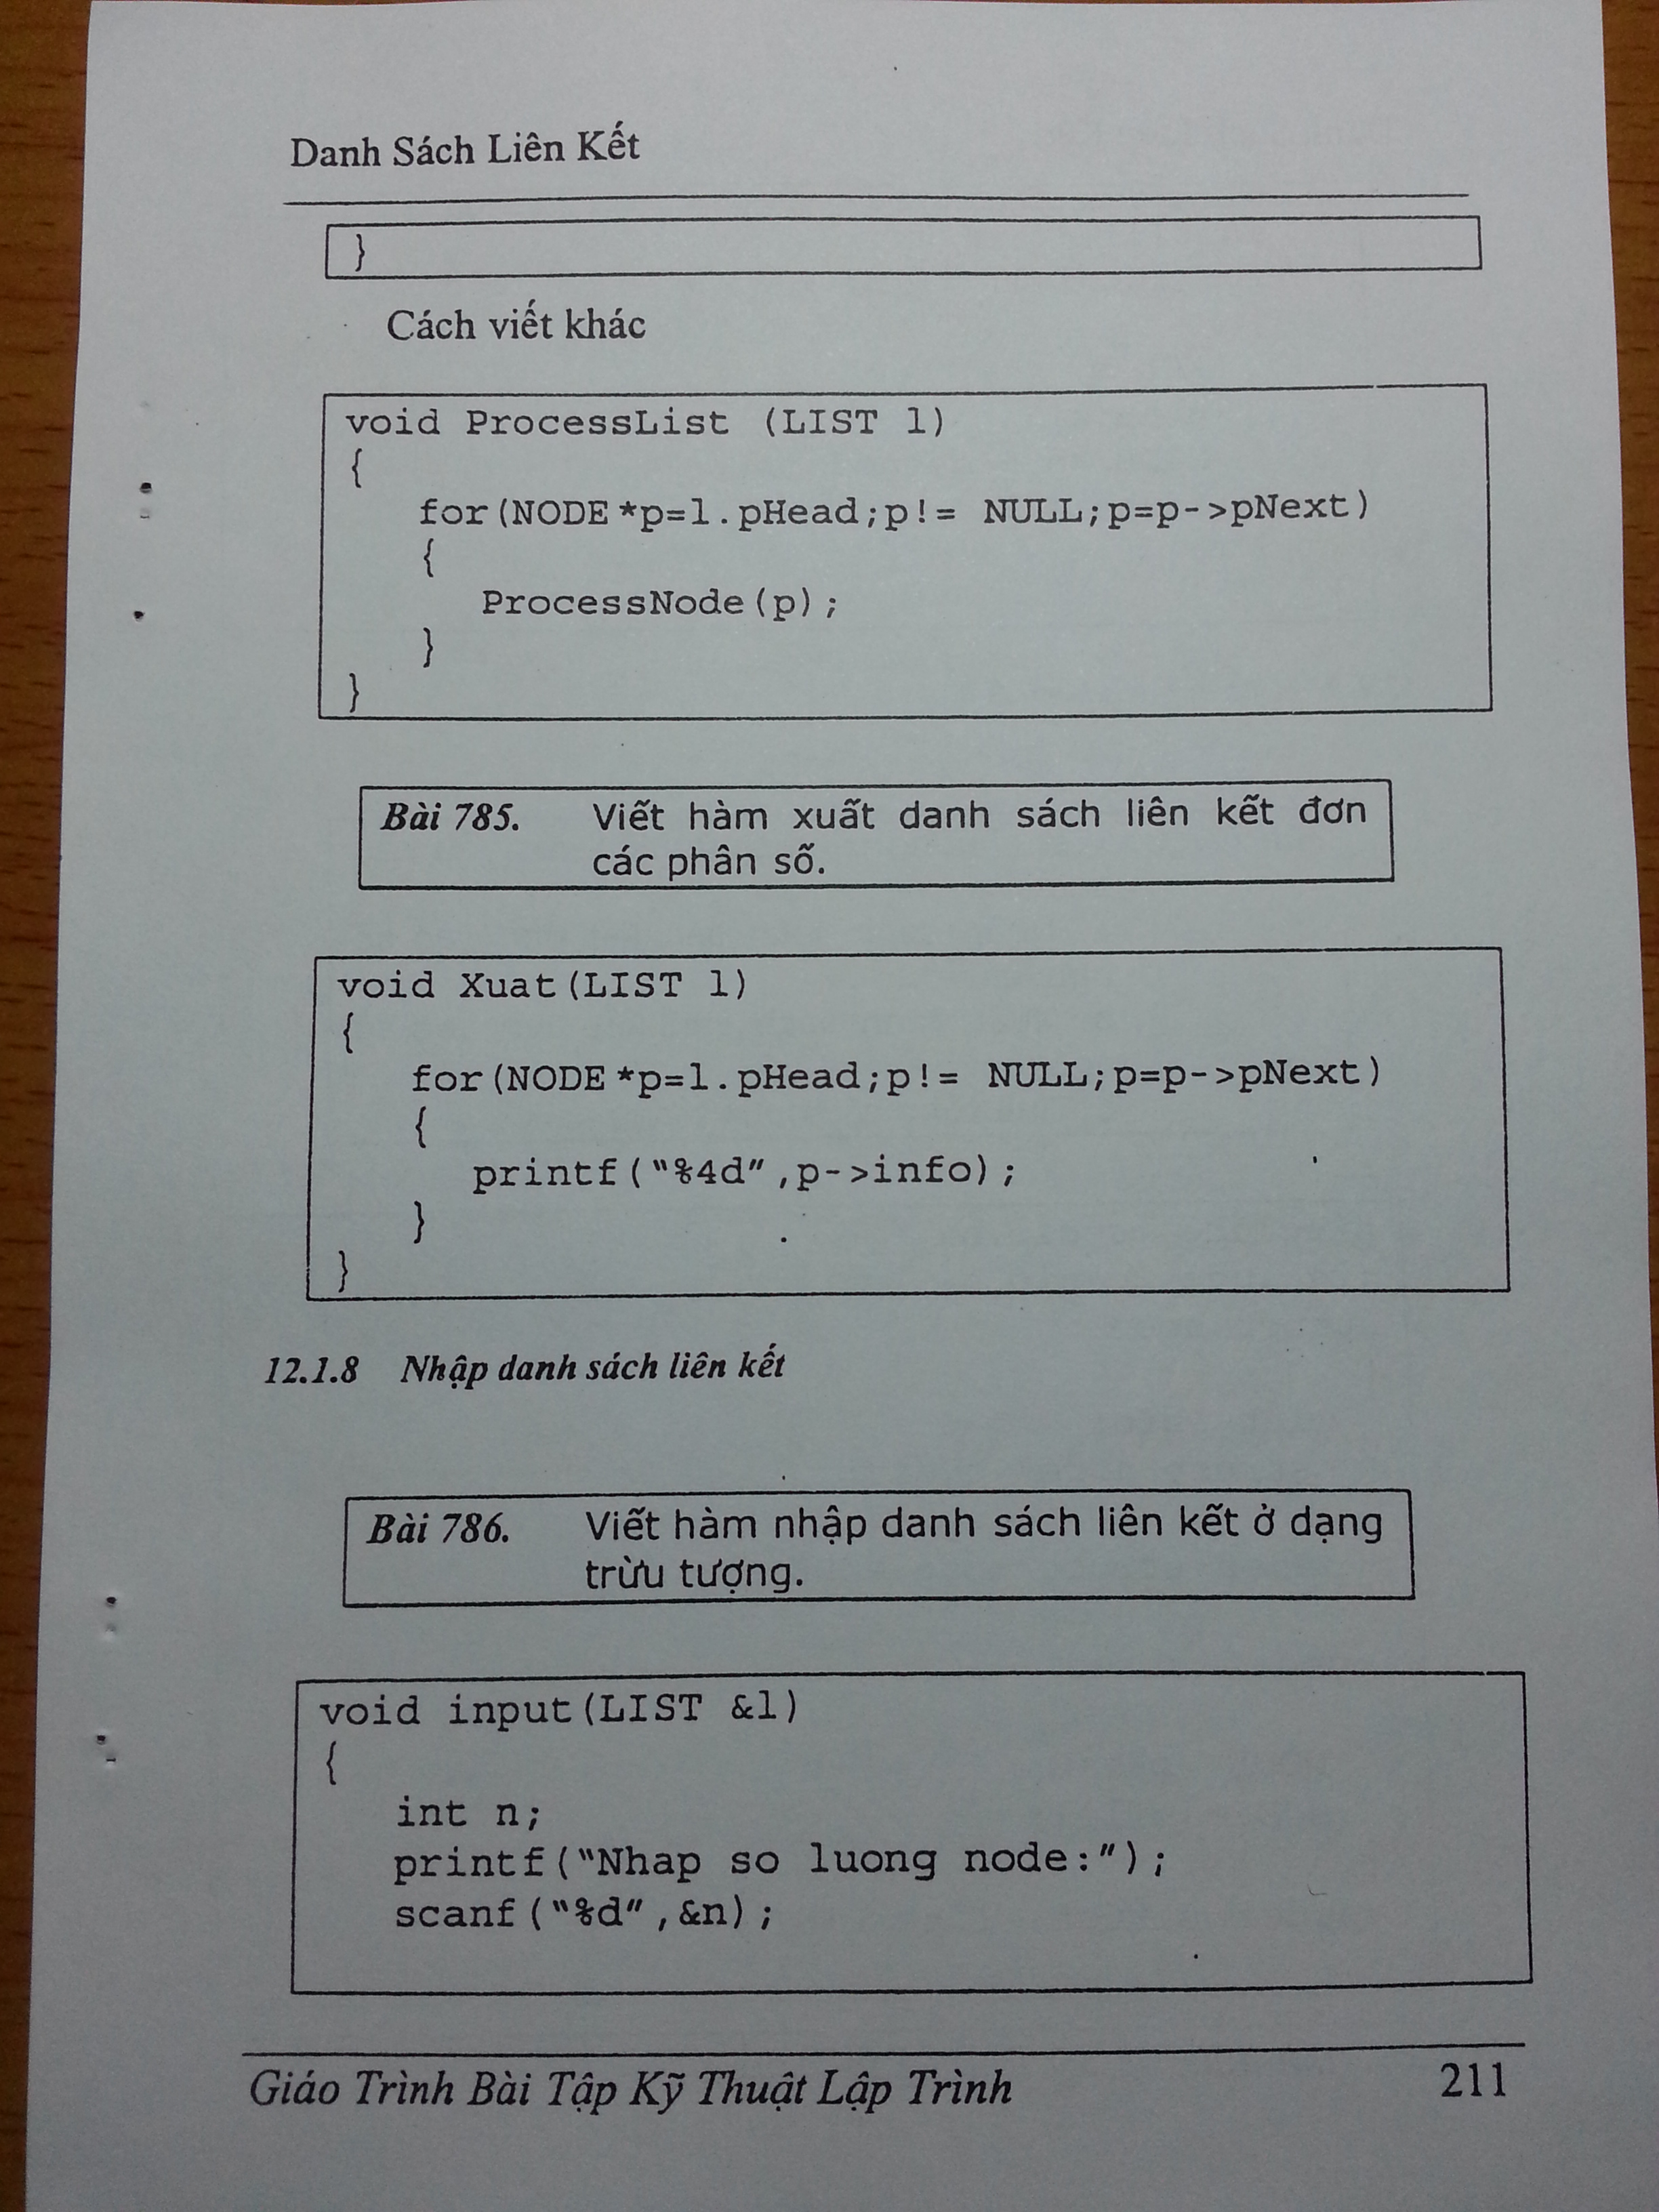 Danh Sách Liên Kết
}
Cách viết khác
void ProcessList (LIST l)
{
for(NODE *p=l.pHead;p!= NULL;p=p->pNext)
{
ProcessNode(p);
}
}
Bài 785. Viết hàm xuất danh sách liên kết đơn
các phân số.
void Xuat(LIST l)
{
for(NODE *p=l.pHead;p!= NULL;p=p->pNext)
{
printf("%4d",p->info);
}
}
12.1.8 Nhập danh sách liên kết
Bài 786. Viết hàm nhập danh sách liên kết ở dạng
trừu tượng.
void input(LIST &l)
{
int n;
printf("Nhap so luong node:");
scanf("%d",&n);
Giáo Trình Bài Tập Kỹ Thuật Lập Trình 211